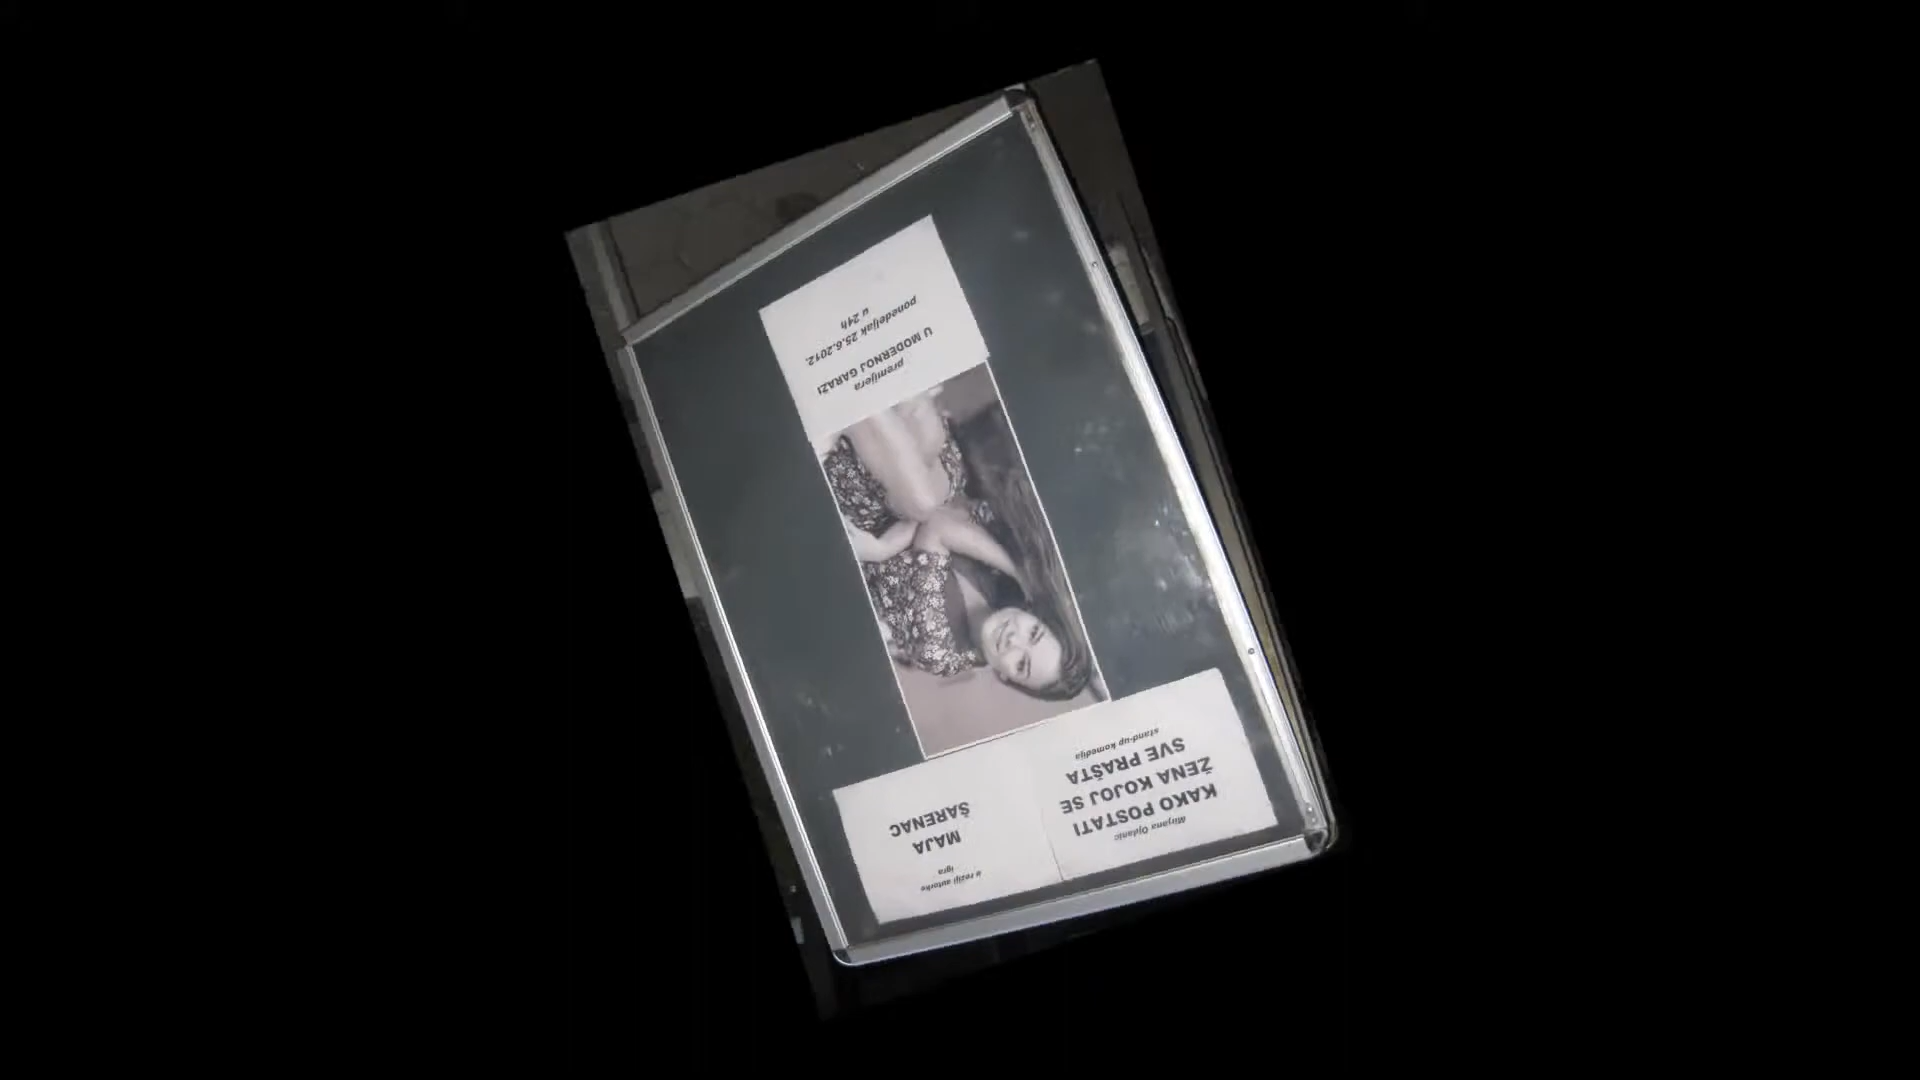 Mirjana Ojdanić
KAKO POSTATI
ŽENA KOJOJ SE
SVE PRAŠTA
stand-up komedija
u režiji autorke
igra
MAJA
ŠARENAC
premijera
U MODERNOJ GARAŽI
ponedeljak 25.6.2012.
u 24h